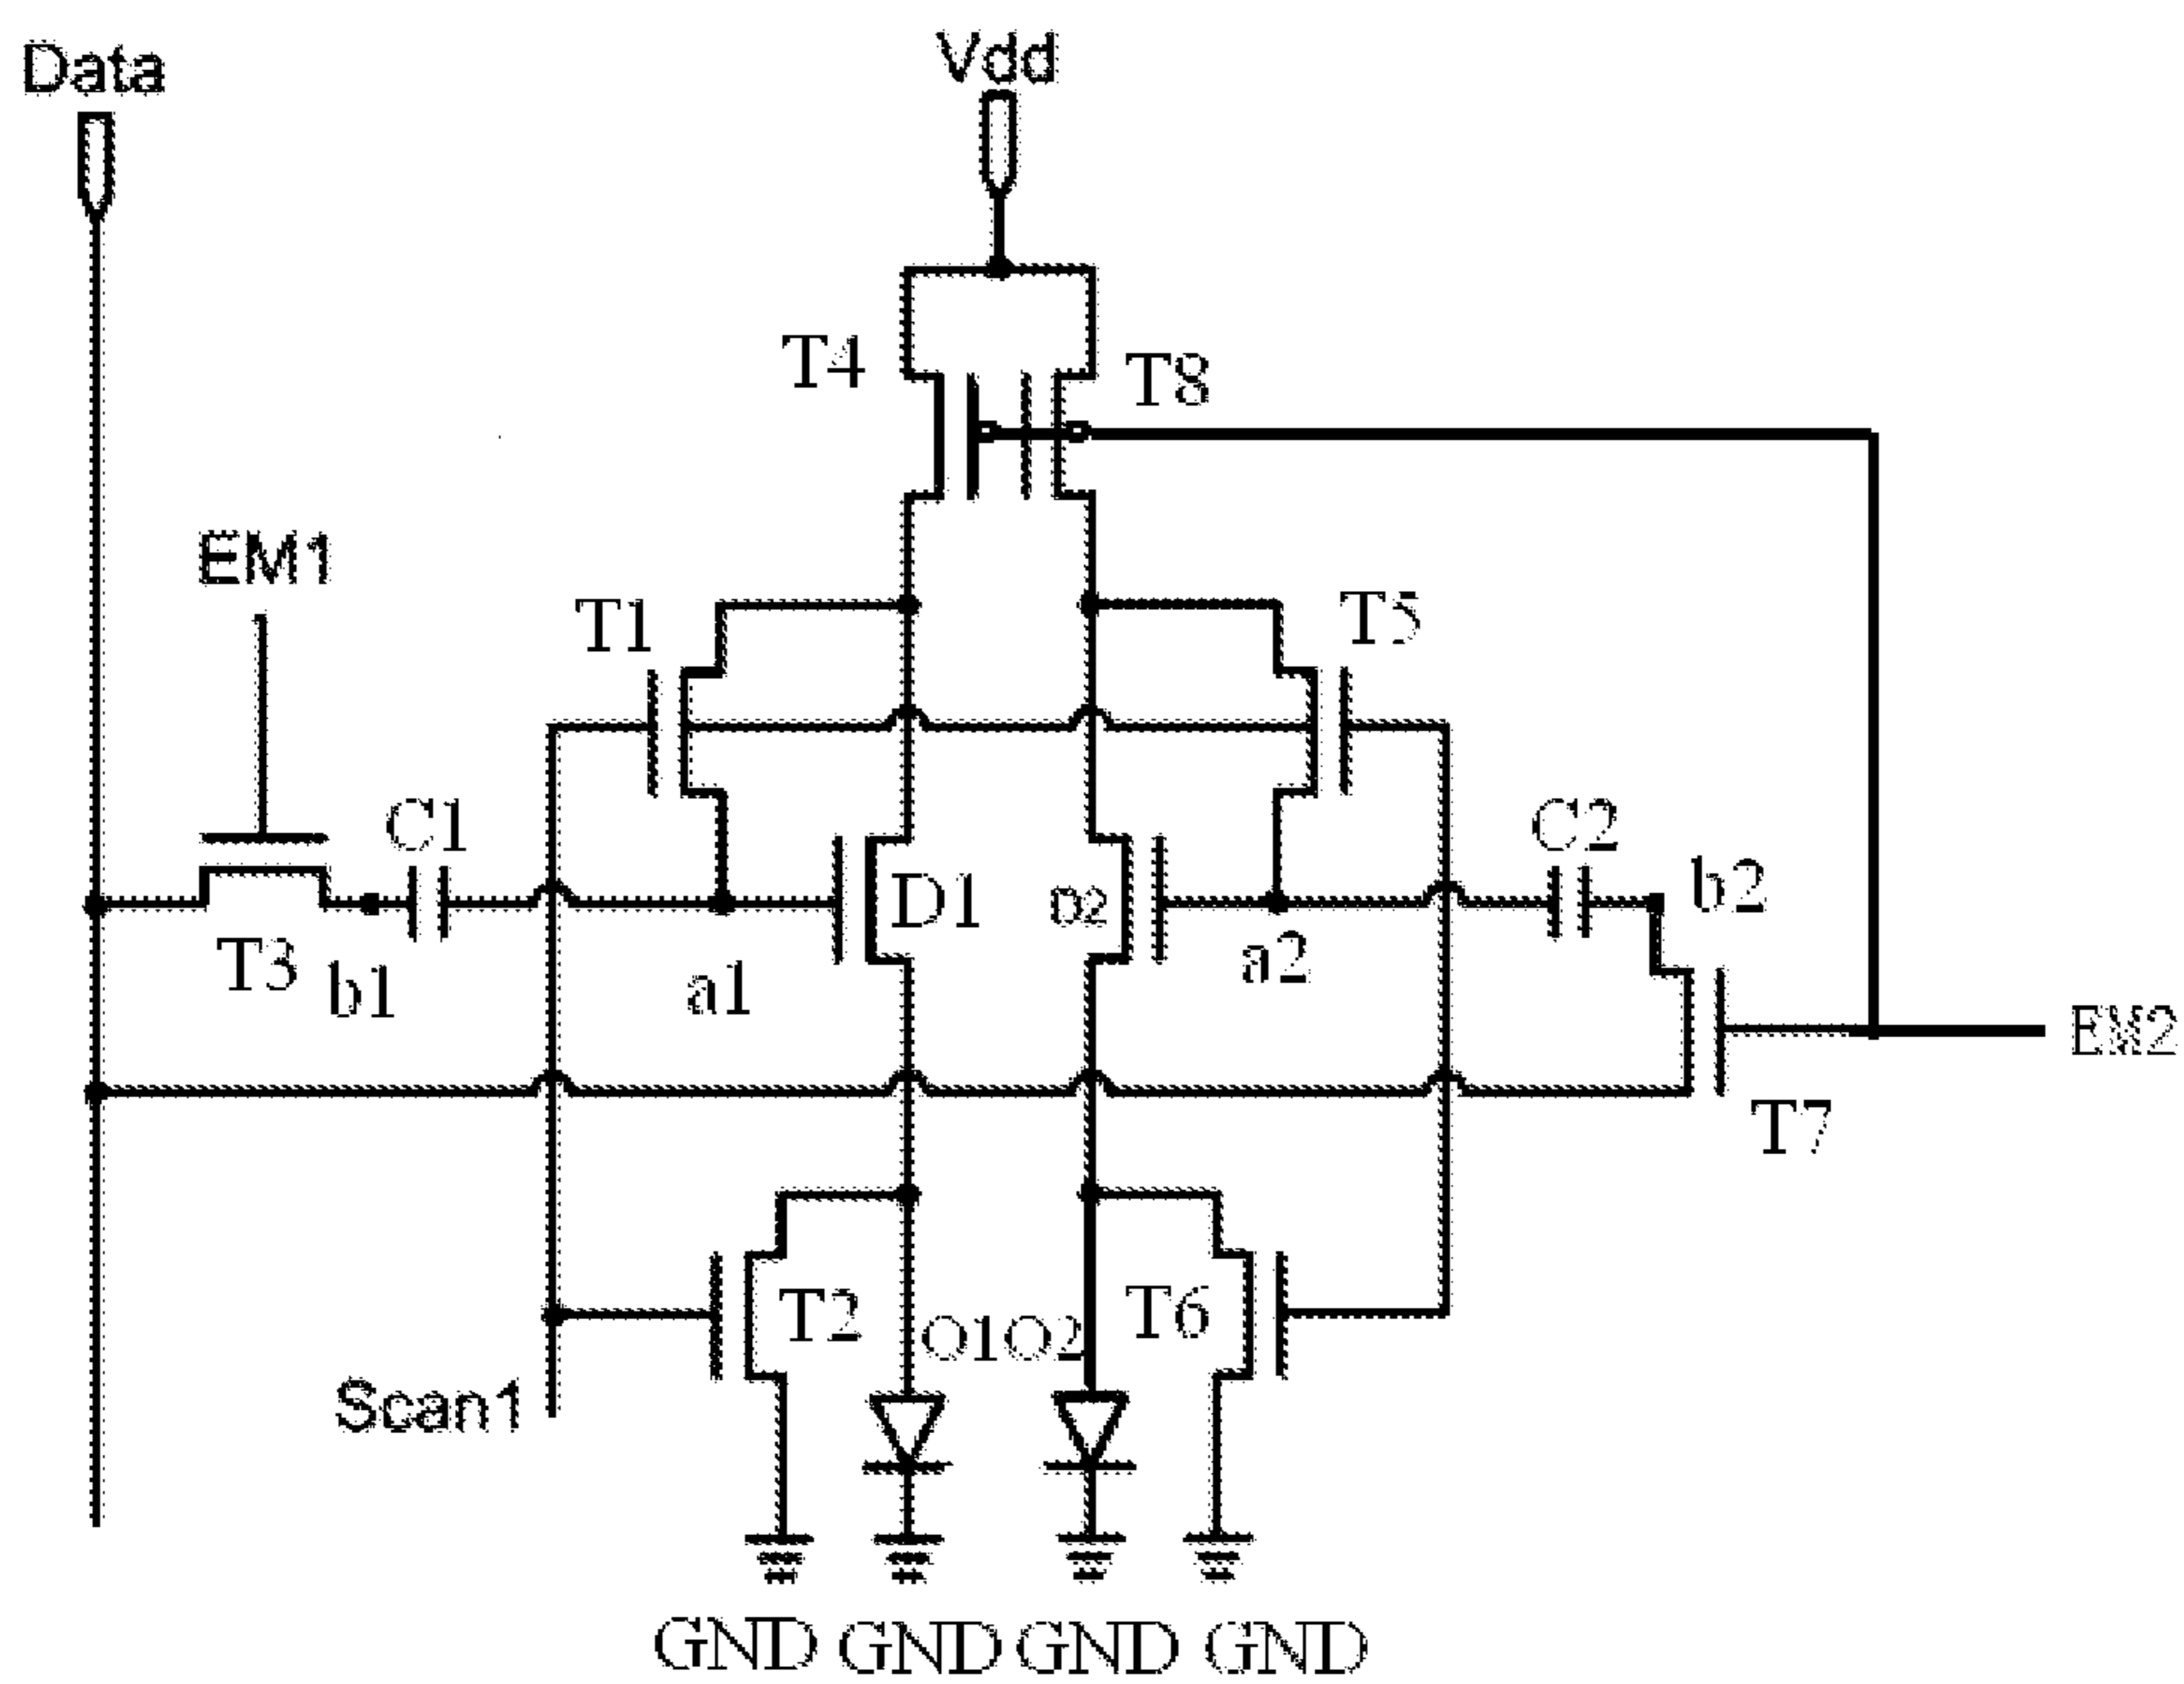 Data
Vdd
T4
T8
EM1
T1
T5
C1
C2
D1
D2
b2
T3
b1
a1
a2
EM2
T7
T2
O1O2
T6
Scan1
GND GND GND GND